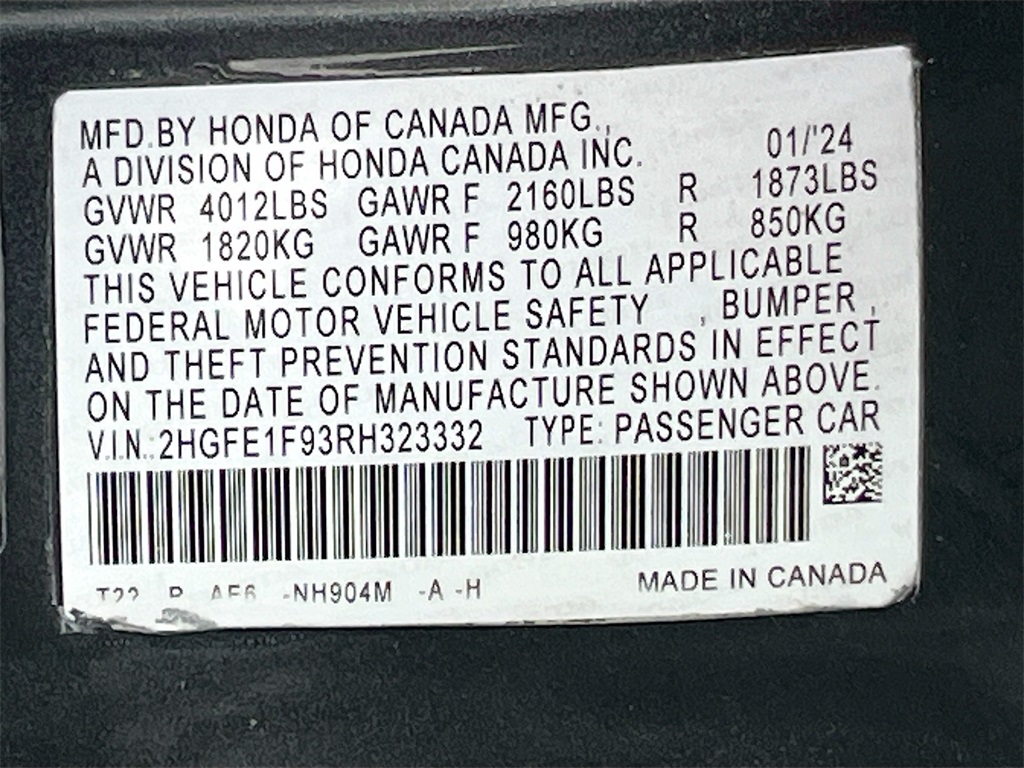 MFD.BY HONDA OF CANADA MFG.,
A DIVISION OF HONDA CANADA INC. 01/'24
GVWR 4012LBS GAWR F 2160LBS R 1873LBS
GVWR 1820KG GAWR F 980KG R 850KG
THIS VEHICLE CONFORMS TO ALL APPLICABLE
FEDERAL MOTOR VEHICLE SAFETY , BUMPER ,
AND THEFT PREVENTION STANDARDS IN EFFECT
ON THE DATE OF MANUFACTURE SHOWN ABOVE.
V.I.N.:2HGFE1F93RH323332 TYPE: PASSENGER CAR
-NH904M -A -H MADE IN CANADA